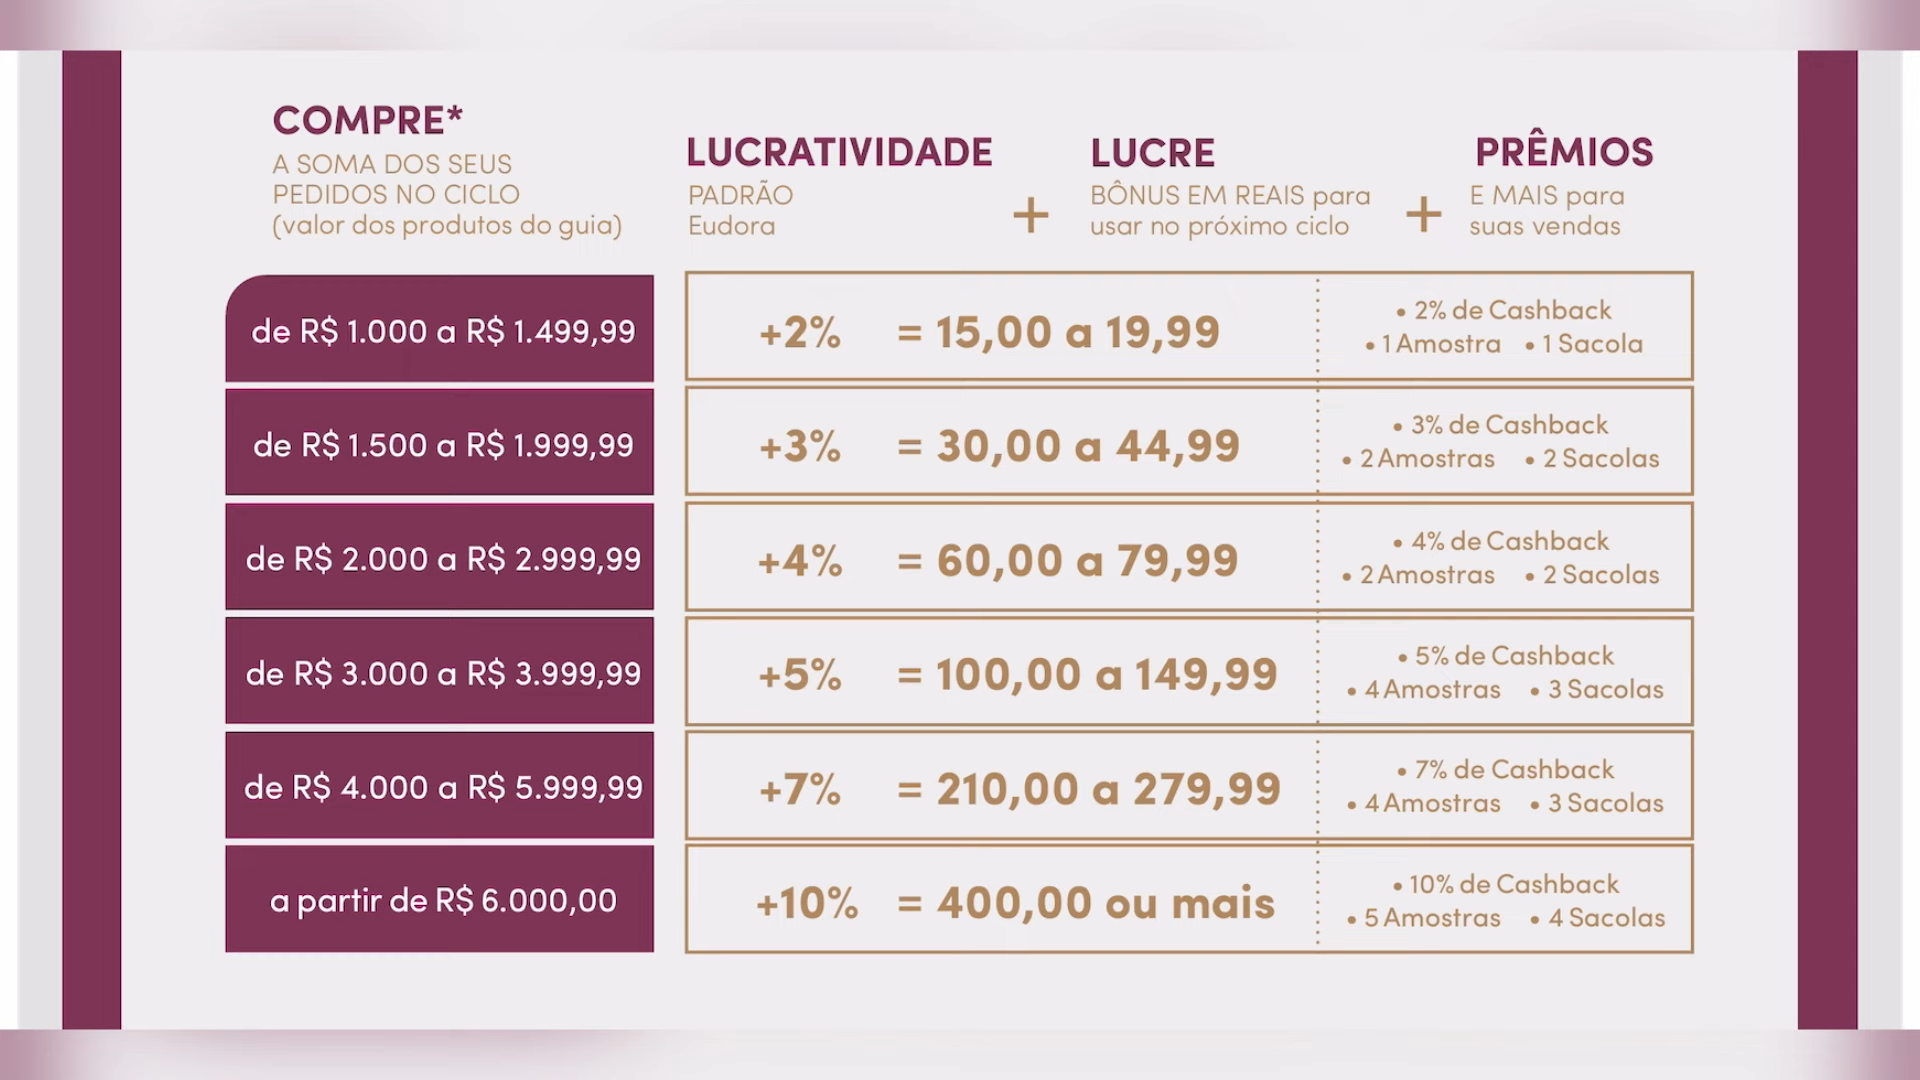 COMPRE*
A SOMA DOS SEUS
PEDIDOS NO CICLO
(valor dos produtos do guia)
LUCRATIVIDADE
PADRÃO
Eudora
+
LUCRE
BÔNUS EM REAIS para
usar no próximo ciclo
+
PRÊMIOS
E MAIS para
suas vendas
de R$ 1.000 a R$ 1.499,99
+2% = 15,00 a 19,99
• 2% de Cashback
• 1 Amostra • 1 Sacola
de R$ 1.500 a R$ 1.999,99
+3% = 30,00 a 44,99
• 3% de Cashback
• 2 Amostras • 2 Sacolas
de R$ 2.000 a R$ 2.999,99
+4% = 60,00 a 79,99
• 4% de Cashback
• 2 Amostras • 2 Sacolas
de R$ 3.000 a R$ 3.999,99
+5% = 100,00 a 149,99
• 5% de Cashback
• 4 Amostras • 3 Sacolas
de R$ 4.000 a R$ 5.999,99
+7% = 210,00 a 279,99
• 7% de Cashback
• 4 Amostras • 3 Sacolas
a partir de R$ 6.000,00
+10% = 400,00 ou mais
• 10% de Cashback
• 5 Amostras • 4 Sacolas